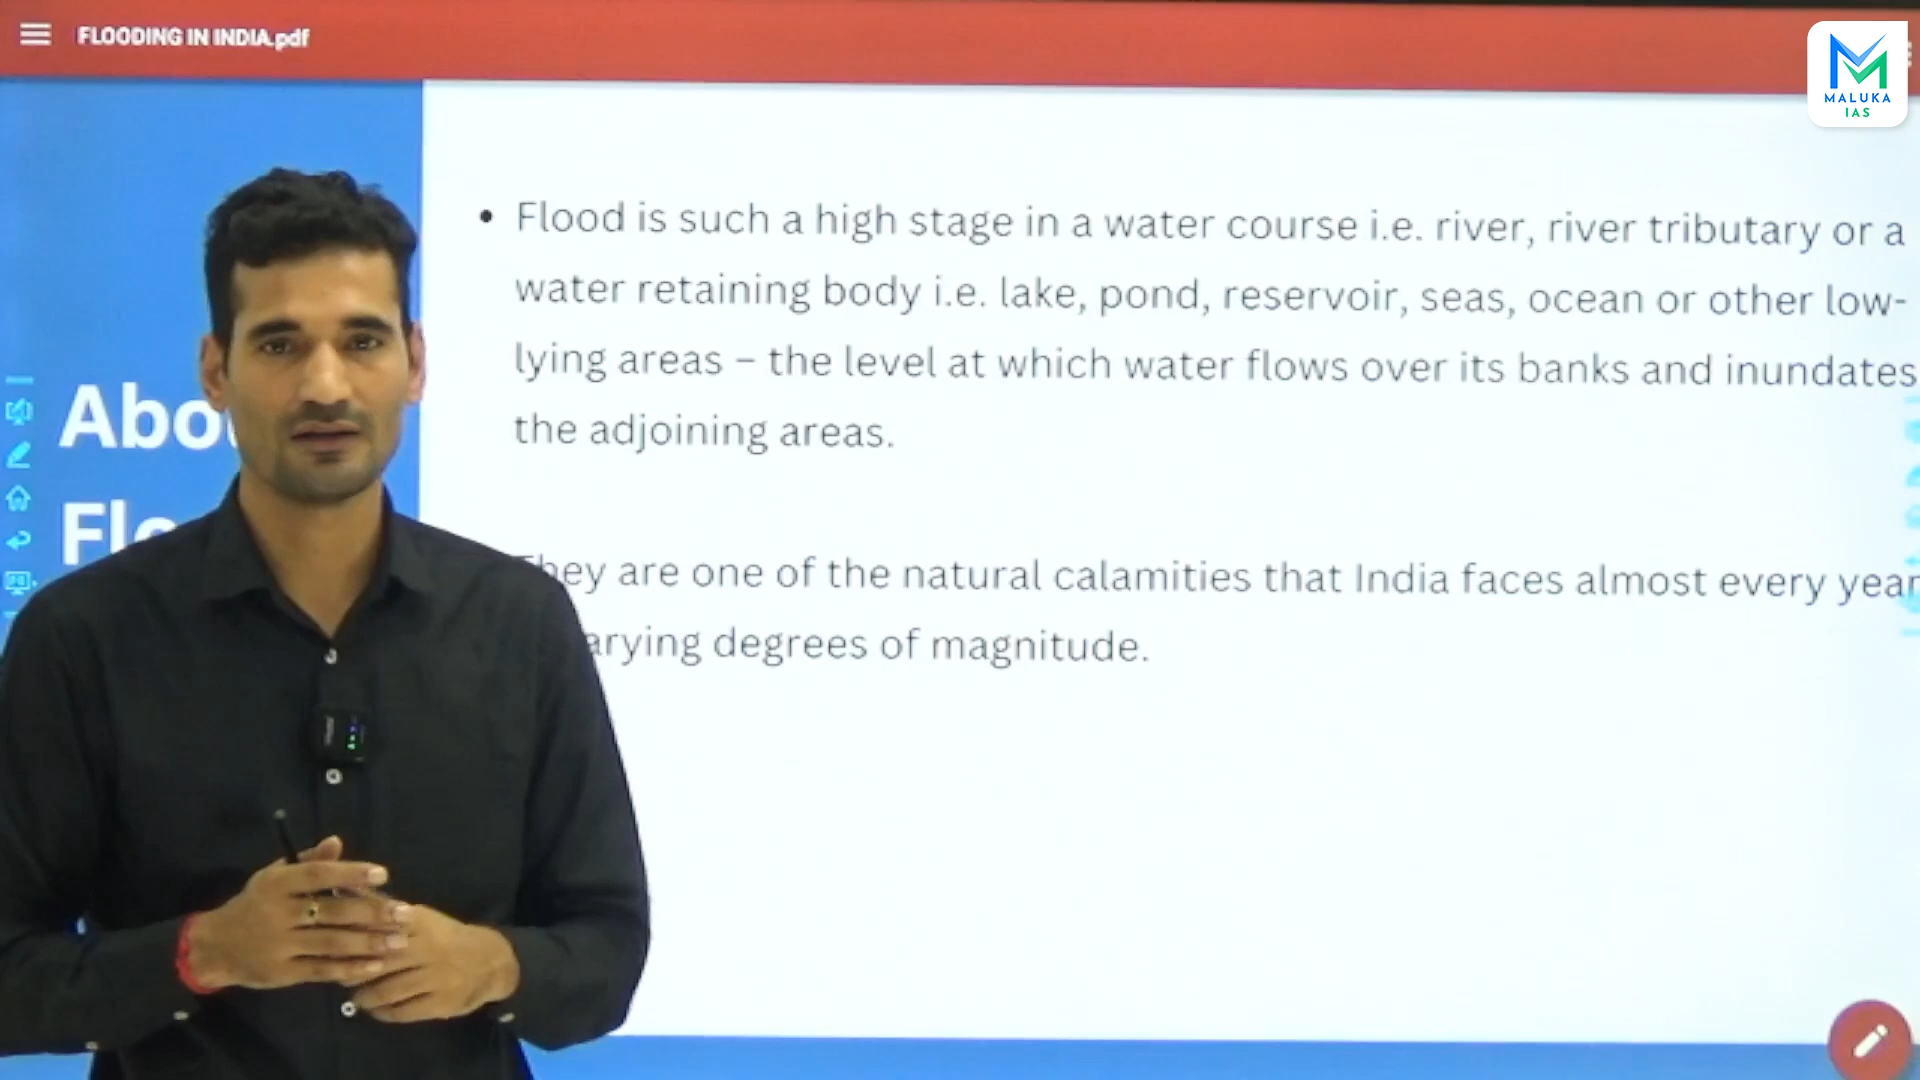 FLOODING IN INDIA.pdf
MALUKA
IAS
• Flood is such a high stage in a water course i.e. river, river tributary or a
water retaining body i.e. lake, pond, reservoir, seas, ocean or other low-
lying areas – the level at which water flows over its banks and inundates
the adjoining areas.
They are one of the natural calamities that India faces almost every year
degrees of magnitude.